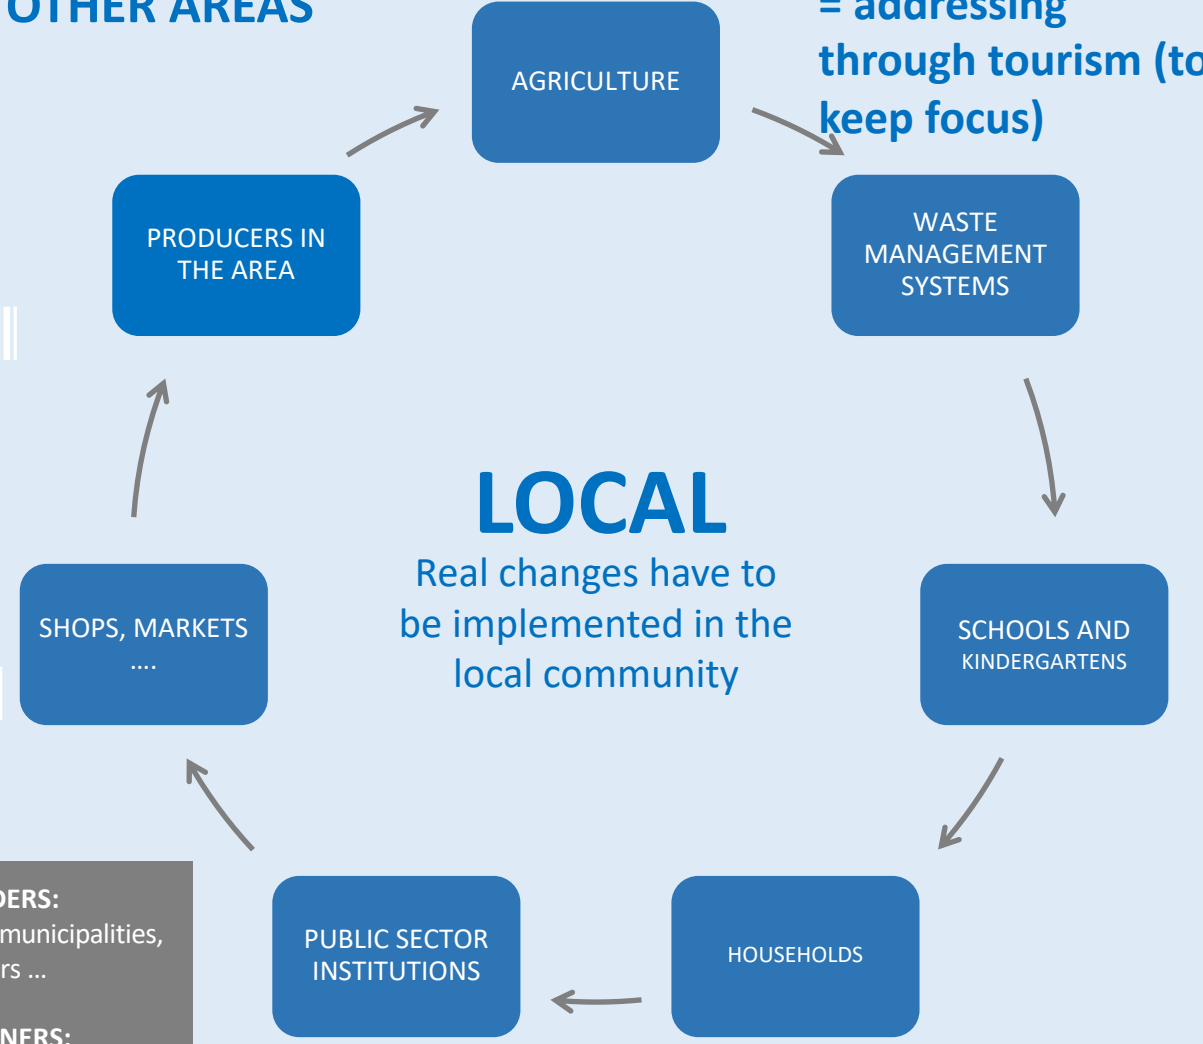 OTHER AREAS
= addressing
through tourism (to
keep focus)
AGRICULTURE
PRODUCERS IN
THE AREA
WASTE
MANAGEMENT
SYSTEMS
LOCAL
Real changes have to
be implemented in the
local community
SHOPS, MARKETS
....
SCHOOLS AND
KINDERGARTENS
PUBLIC SECTOR
INSTITUTIONS
HOUSEHOLDS
DERS:
municipalities,
rs ...
NERS: